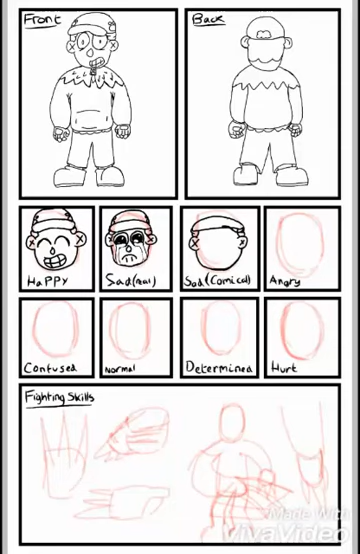 Front
Back
HaPPY
Sad(real)
Sad(Comical)
Angry
Confused
Normal
Determined
Hurt
Fighting Skills
Made With
VivaVideo